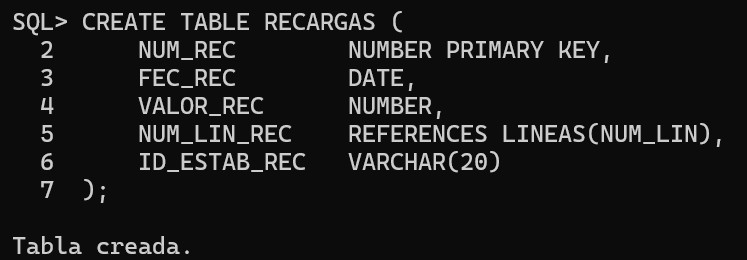 SQL> CREATE TABLE RECARGAS (
  2      NUM_REC        NUMBER PRIMARY KEY,
  3      FEC_REC        DATE,
  4      VALOR_REC      NUMBER,
  5      NUM_LIN_REC    REFERENCES LINEAS(NUM_LIN),
  6      ID_ESTAB_REC   VARCHAR(20)
  7  );

Tabla creada.